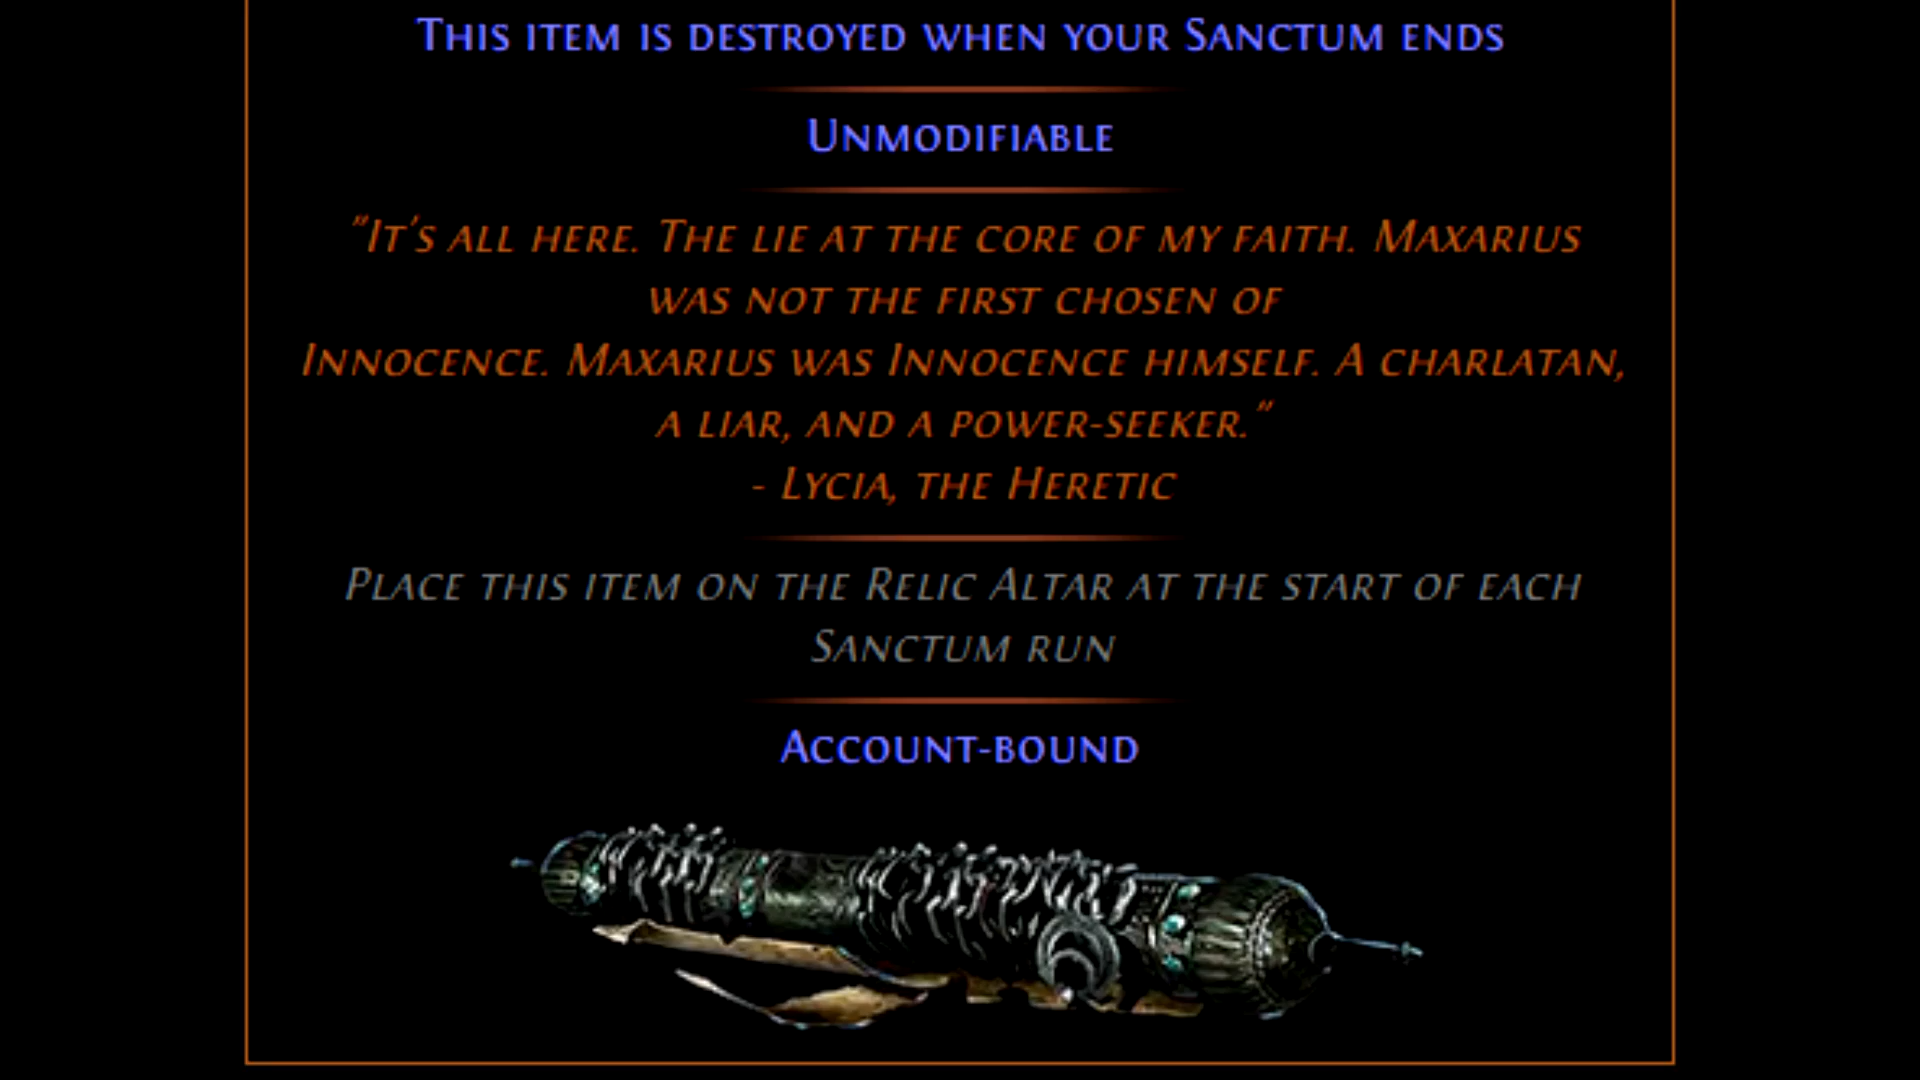 This item is destroyed when your Sanctum ends
Unmodifiable
"It's all here. The lie at the core of my faith. Maxarius
was not the first chosen of
Innocence. Maxarius was Innocence himself. A charlatan,
a liar, and a power-seeker."
- Lycia, the Heretic
Place this item on the Relic Altar at the start of each
Sanctum run
Account-bound